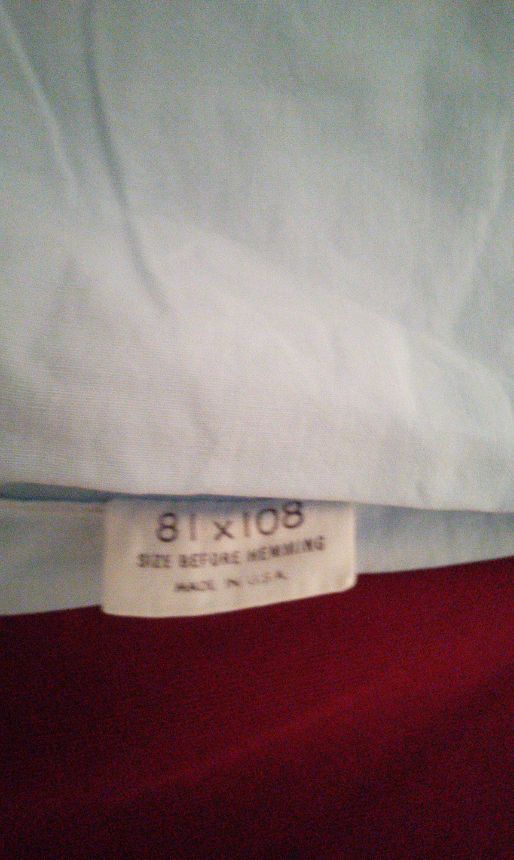 81 x 108
SIZE BEFORE HEMMING
MADE IN U.S.A.